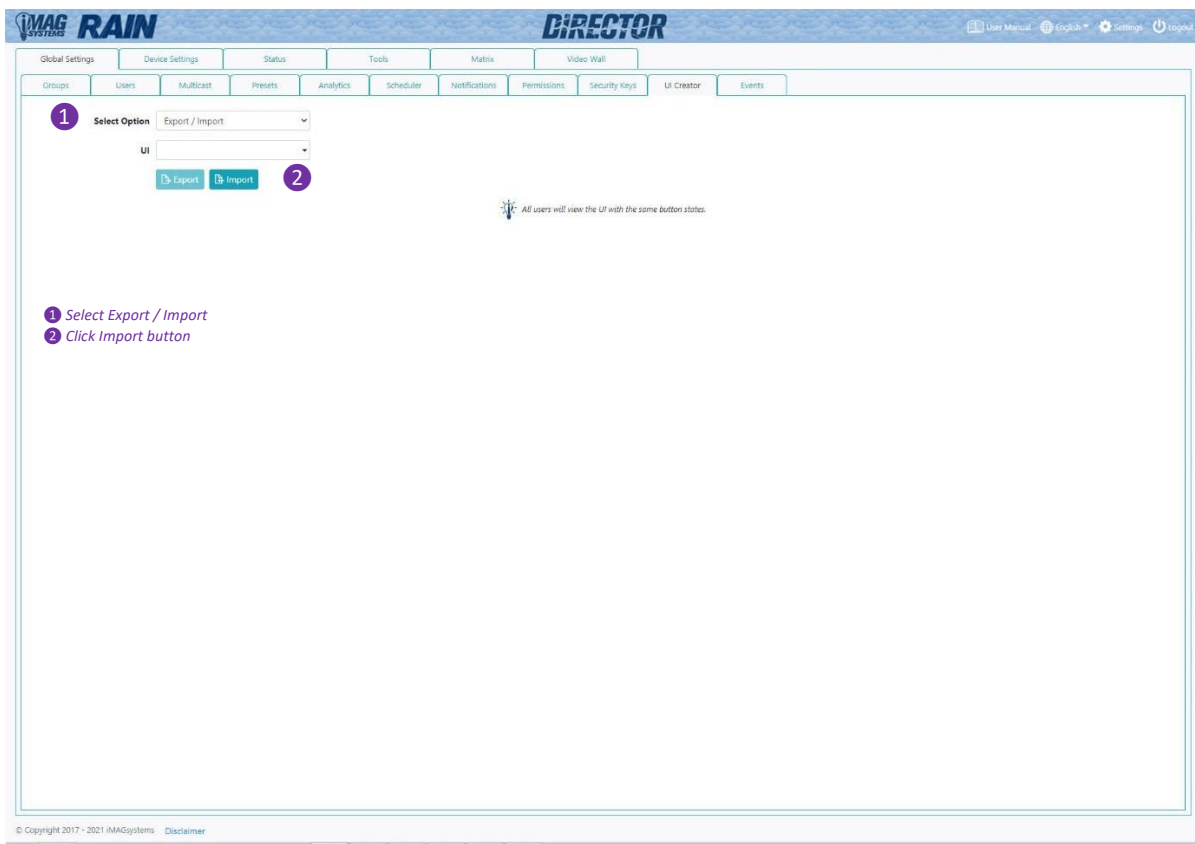 iMAG SYSTEMS RAIN DiRECTOR User Manual English Settings Logout
Global Settings Device Settings Status Tools Matrix Video Wall
Groups Users Multicast Presets Analytics Scheduler Notifications Permissions Security Keys UI Creator Events
1 Select Option Export / Import
UI
Export Import 2
All users will view the UI with the same button states.
1 Select Export / Import
2 Click Import button
© Copyright 2017 - 2021 iMAGsystems Disclaimer